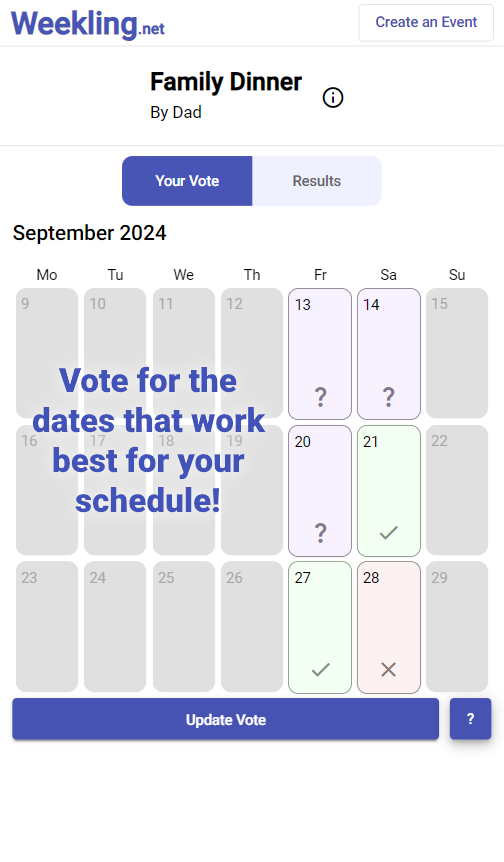 Weekling.net
Create an Event
Family Dinner
By Dad
Your Vote
Results
September 2024
Mo Tu We Th Fr Sa Su
9 10 11 12 13 14 15
? ?
Vote for the
dates that work
best for your
schedule!
16 17 18 19 20 21 22
?
23 24 25 26 27 28 29
Update Vote
?